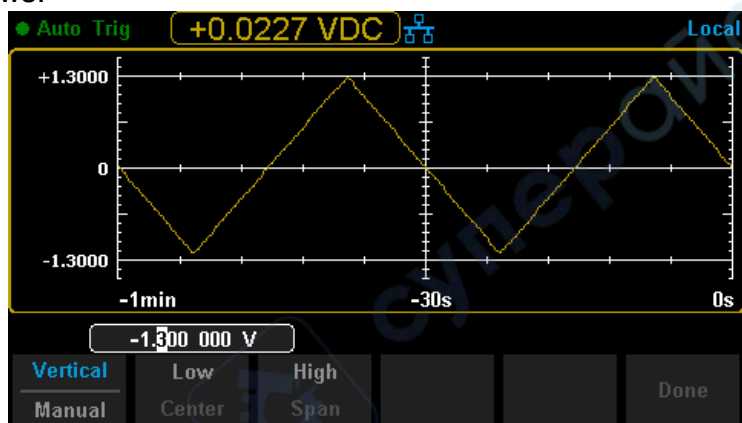 Auto Trig +0.0227 VDC Local
+1.3000
0
-1.3000
-1min -30s 0s
-1.300 000 V
Vertical Low High
Manual Center Span Done
суперайс